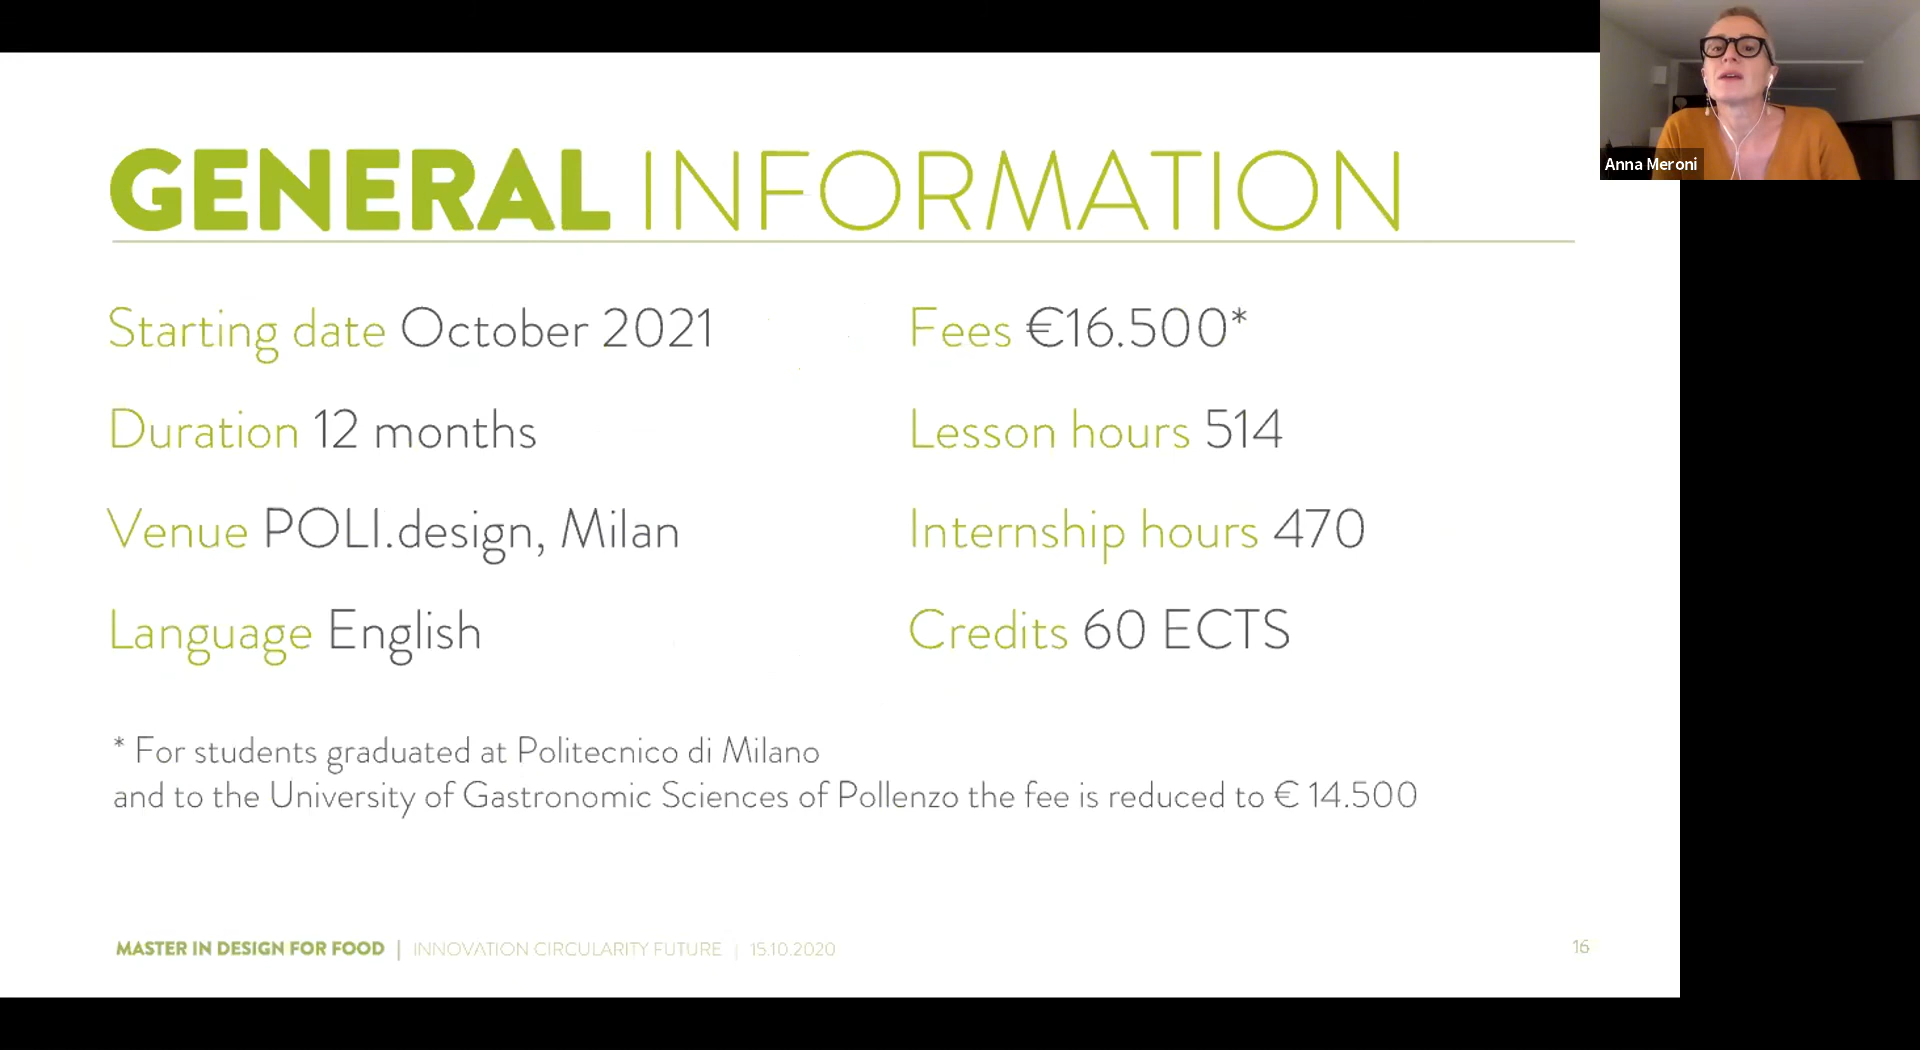 GENERAL INFORMATION
Starting date October 2021
Duration 12 months
Venue POLI.design, Milan
Language English
Fees €16.500*
Lesson hours 514
Internship hours 470
Credits 60 ECTS
* For students graduated at Politecnico di Milano
and to the University of Gastronomic Sciences of Pollenzo the fee is reduced to € 14.500
MASTER IN DESIGN FOR FOOD | INNOVATION CIRCULARITY FUTURE | 15.10.2020
16
Anna Meroni